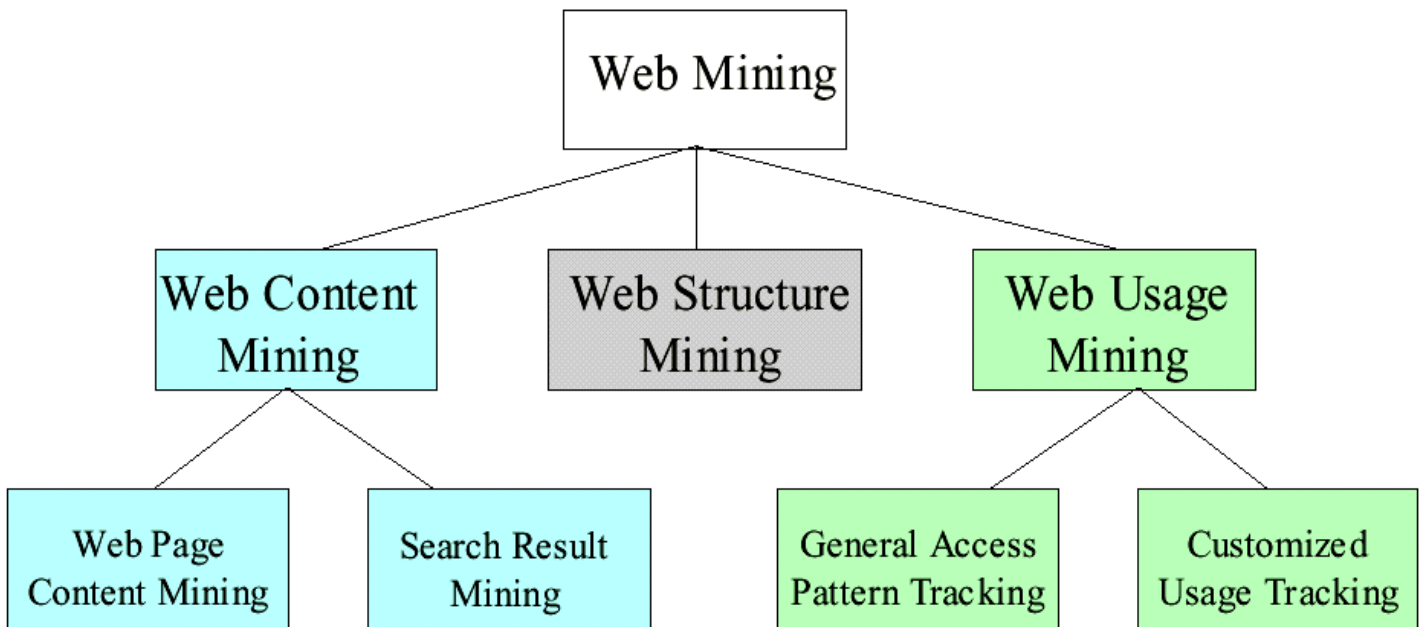 Web Mining
Web Content
Mining
Web Structure
Mining
Web Usage
Mining
Web Page
Content Mining
Search Result
Mining
General Access
Pattern Tracking
Customized
Usage Tracking